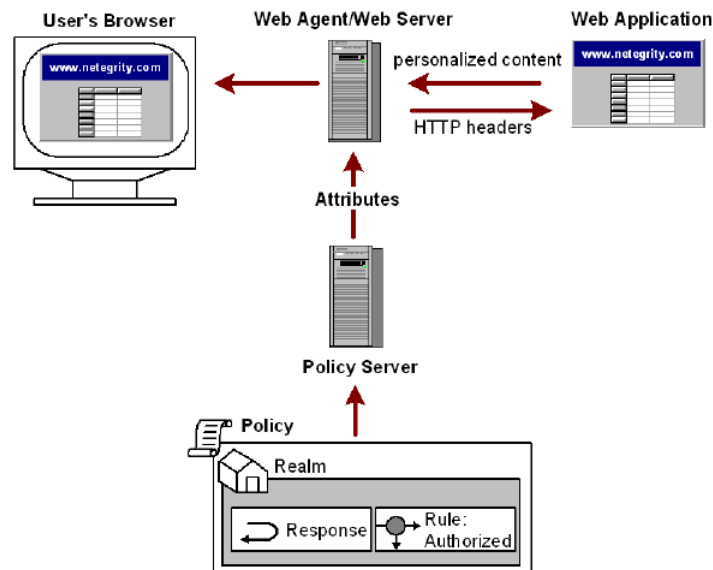 User's Browser
Web Agent/Web Server
Web Application
www.netegrity.com
personalized content
www.netegrity.com
HTTP headers
Attributes
Policy Server
Policy
Realm
Response
Rule:
Authorized